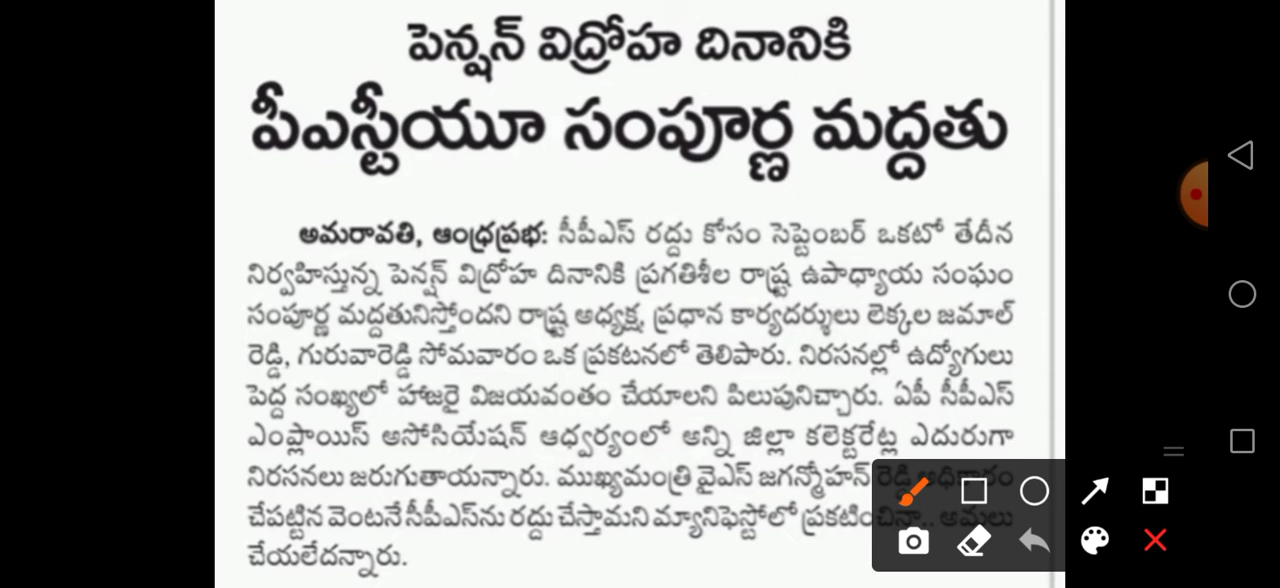 పెన్షన్ విద్రోహ దినానికి
పీఎస్టీయూ సంపూర్ణ మద్దతు
అమరావతి, ఆంధ్రప్రభ: సీపీఎస్ రద్దు కోసం సెప్టెంబర్ ఒకటో తేదీన
నిర్వహిస్తున్న పెన్షన్ విద్రోహ దినానికి ప్రగతిశీల రాష్ట్ర ఉపాధ్యాయ సంఘం
సంపూర్ణ మద్దతునిస్తోందని రాష్ట్ర అధ్యక్ష, ప్రధాన కార్యదర్శులు లెక్కల జమాల్
రెడ్డి, గురువారెడ్డి సోమవారం ఒక ప్రకటనలో తెలిపారు. నిరసనల్లో ఉద్యోగులు
పెద్ద సంఖ్యలో హాజరై విజయవంతం చేయాలని పిలుపునిచ్చారు. ఏపీ సీపీఎస్
ఎంప్లాయిస్ అసోసియేషన్ ఆధ్వర్యంలో అన్ని జిల్లా కలెక్టరేట్ల ఎదురుగా
నిరసనలు జరుగుతాయన్నారు. ముఖ్యమంత్రి వైఎస్ జగన్మోహన్ రెడ్డి అధికారం
చేపట్టిన వెంటనే సీపీఎస్‌ను రద్దు చేస్తామని మ్యానిఫెస్టోలో ప్రకటించినా.. అమలు
చేయలేదన్నారు.